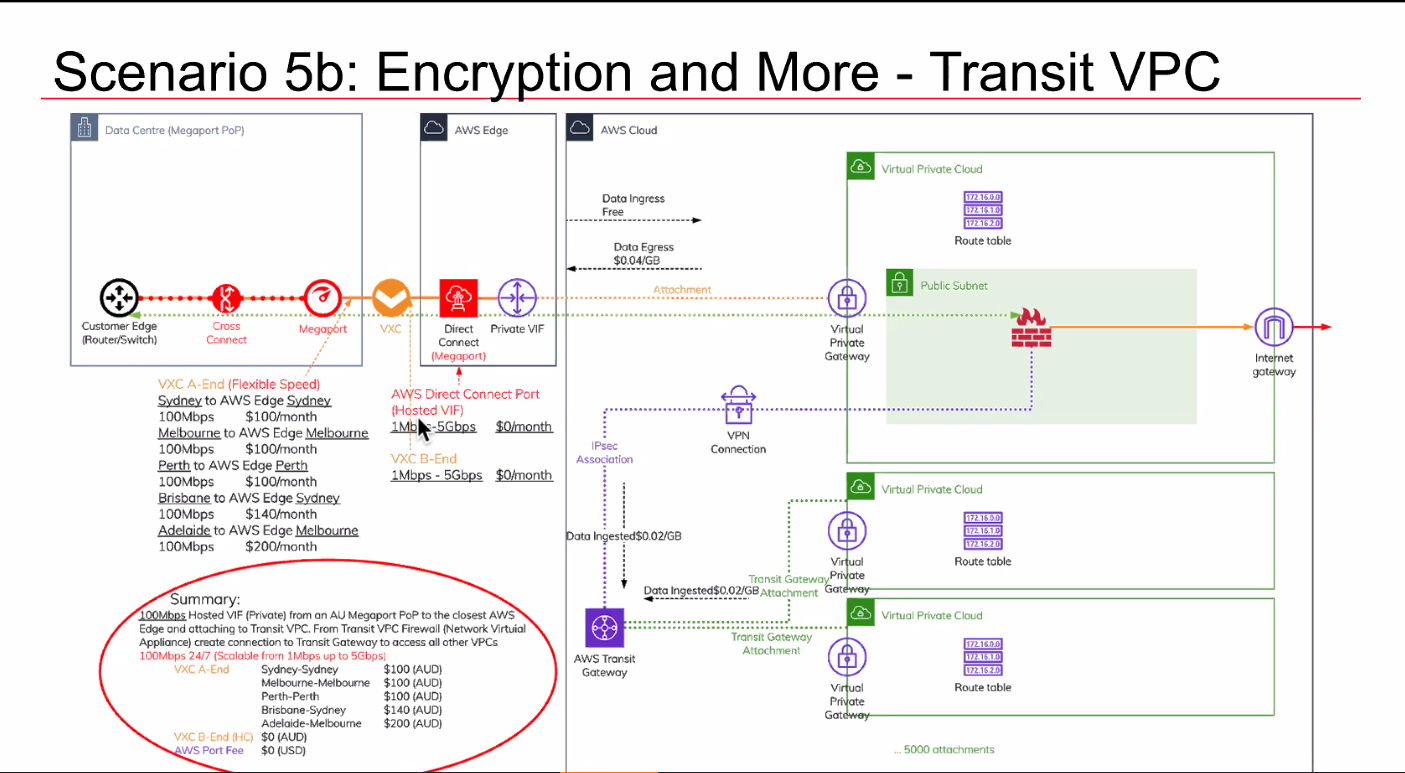 Scenario 5b: Encryption and More - Transit VPC
Data Centre (Megaport PoP)
AWS Edge
AWS Cloud
Virtual Private Cloud
172.16.0.0
172.16.1.0
172.16.2.0
Route table
Data Ingress
Free
Data Egress
$0.04/GB
Public Subnet
Attachment
Customer Edge
(Router/Switch)
Cross
Connect
Megaport
VXC
Direct
Connect
(Megaport)
Private VIF
Virtual
Private
Gateway
Internet
gateway
VXC A-End (Flexible Speed)
Sydney to AWS Edge Sydney
100Mbps $100/month
Melbourne to AWS Edge Melbourne
100Mbps $100/month
Perth to AWS Edge Perth
100Mbps $100/month
Brisbane to AWS Edge Sydney
100Mbps $140/month
Adelaide to AWS Edge Melbourne
100Mbps $200/month
AWS Direct Connect Port
(Hosted VIF)
1Mbps-5Gbps $0/month
VXC B-End
1Mbps - 5Gbps $0/month
VPN
Connection
IPsec
Association
Data Ingested$0.02/GB
Data Ingested$0.02/GB
Transit Gateway
Attachment
Transit Gateway
Attachment
AWS Transit
Gateway
Virtual Private Cloud
172.16.0.0
172.16.1.0
172.16.2.0
Route table
Virtual
Private
Gateway
Virtual Private Cloud
172.16.0.0
172.16.1.0
172.16.2.0
Route table
Virtual
Private
Gateway
... 5000 attachments
Summary:
100Mbps Hosted VIF (Private) from an AU Megaport PoP to the closest AWS
Edge and attaching to Transit VPC. From Transit VPC Firewall (Network Virtuial
Appliance) create connection to Transit Gateway to access all other VPCs
100Mbps 24/7 (Scalable from 1Mbps up to 5Gbps)
VXC A-End Sydney-Sydney $100 (AUD)
Melbourne-Melbourne $100 (AUD)
Perth-Perth $100 (AUD)
Brisbane-Sydney $140 (AUD)
Adelaide-Melbourne $200 (AUD)
VXC B-End (HC) $0 (AUD)
AWS Port Fee $0 (USD)